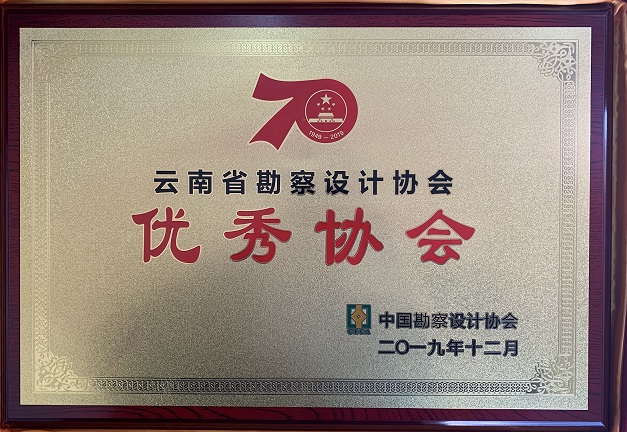 70
1949-2019
云南省勘察设计协会
优秀协会
中国勘察设计协会
二〇一九年十二月